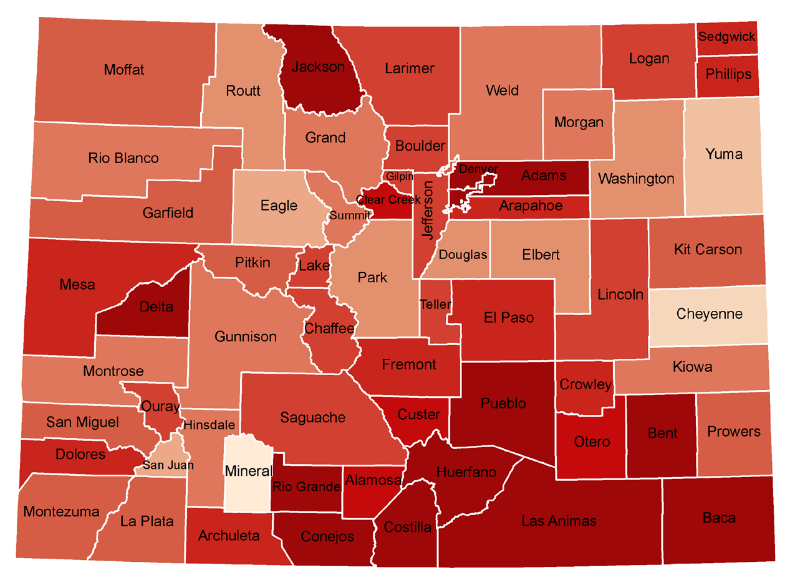 Sedgwick
Moffat
Jackson
Larimer
Logan
Phillips
Routt
Weld
Morgan
Grand
Boulder
Yuma
Rio Blanco
Gilpin
Denver
Adams
Washington
Clear Creek
Eagle
Summit
Jefferson
Arapahoe
Garfield
Kit Carson
Douglas
Elbert
Pitkin
Lake
Park
Mesa
Lincoln
Delta
Teller
El Paso
Cheyenne
Chaffee
Gunnison
Fremont
Kiowa
Montrose
Crowley
Ouray
Pueblo
Custer
Saguache
San Miguel
Hinsdale
Otero
Bent
Prowers
Dolores
San Juan
Mineral
Huerfano
Rio Grande
Alamosa
Montezuma
La Plata
Las Animas
Baca
Costilla
Archuleta
Conejos